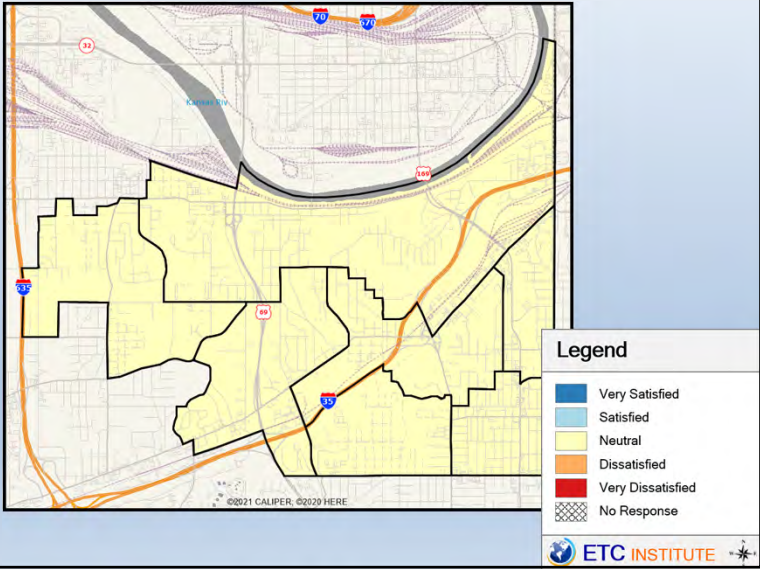 70
670
32
Kansas Riv
169
635
69
35
©2021 CALIPER; ©2020 HERE
Legend
Very Satisfied
Satisfied
Neutral
Dissatisfied
Very Dissatisfied
No Response
ETC INSTITUTE
N
W E
S